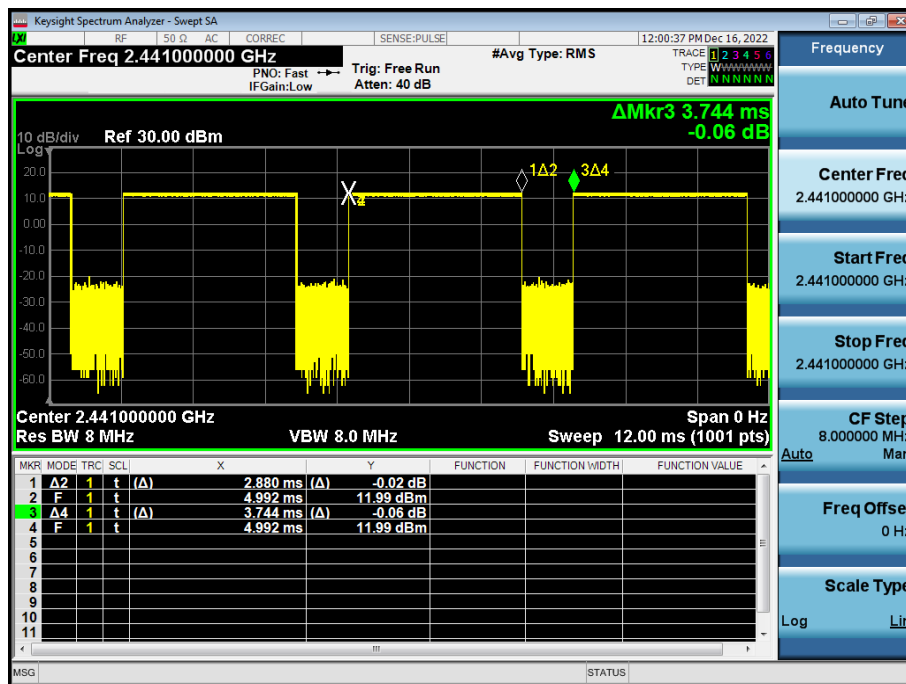 Keysight Spectrum Analyzer - Swept SA
LXI RF 50 Ω AC CORREC SENSE:PULSE 12:00:37 PM Dec 16, 2022
Center Freq 2.441000000 GHz #Avg Type: RMS TRACE 1 2 3 4 5 6
PNO: Fast Trig: Free Run TYPE WWWWWW
IFGain:Low Atten: 40 dB DET N N N N N N
ΔMkr3 3.744 ms
-0.06 dB
10 dB/div Ref 30.00 dBm
Log
1Δ2 3Δ4
20.0
10.0
4
0.00
-10.0
-20.0
-30.0
-40.0
-50.0
-60.0
Center 2.441000000 GHz Span 0 Hz
Res BW 8 MHz VBW 8.0 MHz Sweep 12.00 ms (1001 pts)
MKR MODE TRC SCL X Y FUNCTION FUNCTION WIDTH FUNCTION VALUE
1 Δ2 1 t (Δ) 2.880 ms (Δ) -0.02 dB
2 F 1 t 4.992 ms 11.99 dBm
3 Δ4 1 t (Δ) 3.744 ms (Δ) -0.06 dB
4 F 1 t 4.992 ms 11.99 dBm
5
6
7
8
9
10
11
MSG STATUS
Frequency
Auto Tune
Center Freq
2.441000000 GHz
Start Freq
2.441000000 GHz
Stop Freq
2.441000000 GHz
CF Step
8.000000 MHz
Auto Man
Freq Offset
0 Hz
Scale Type
Log Lin